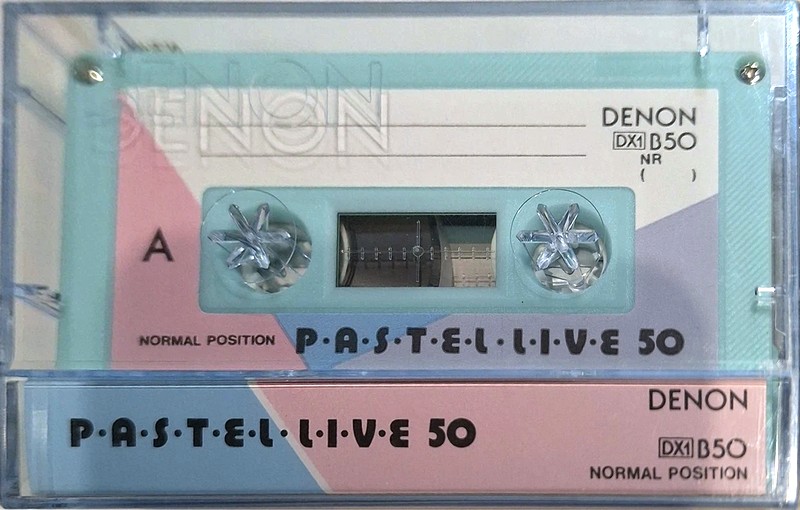 DENON
DENON
DX1 B50
NR
( )
A
NORMAL POSITION
P·A·S·T·E·L·L·I·V·E 50
P·A·S·T·E·L·L·I·V·E 50
DENON
DX1 B50
NORMAL POSITION